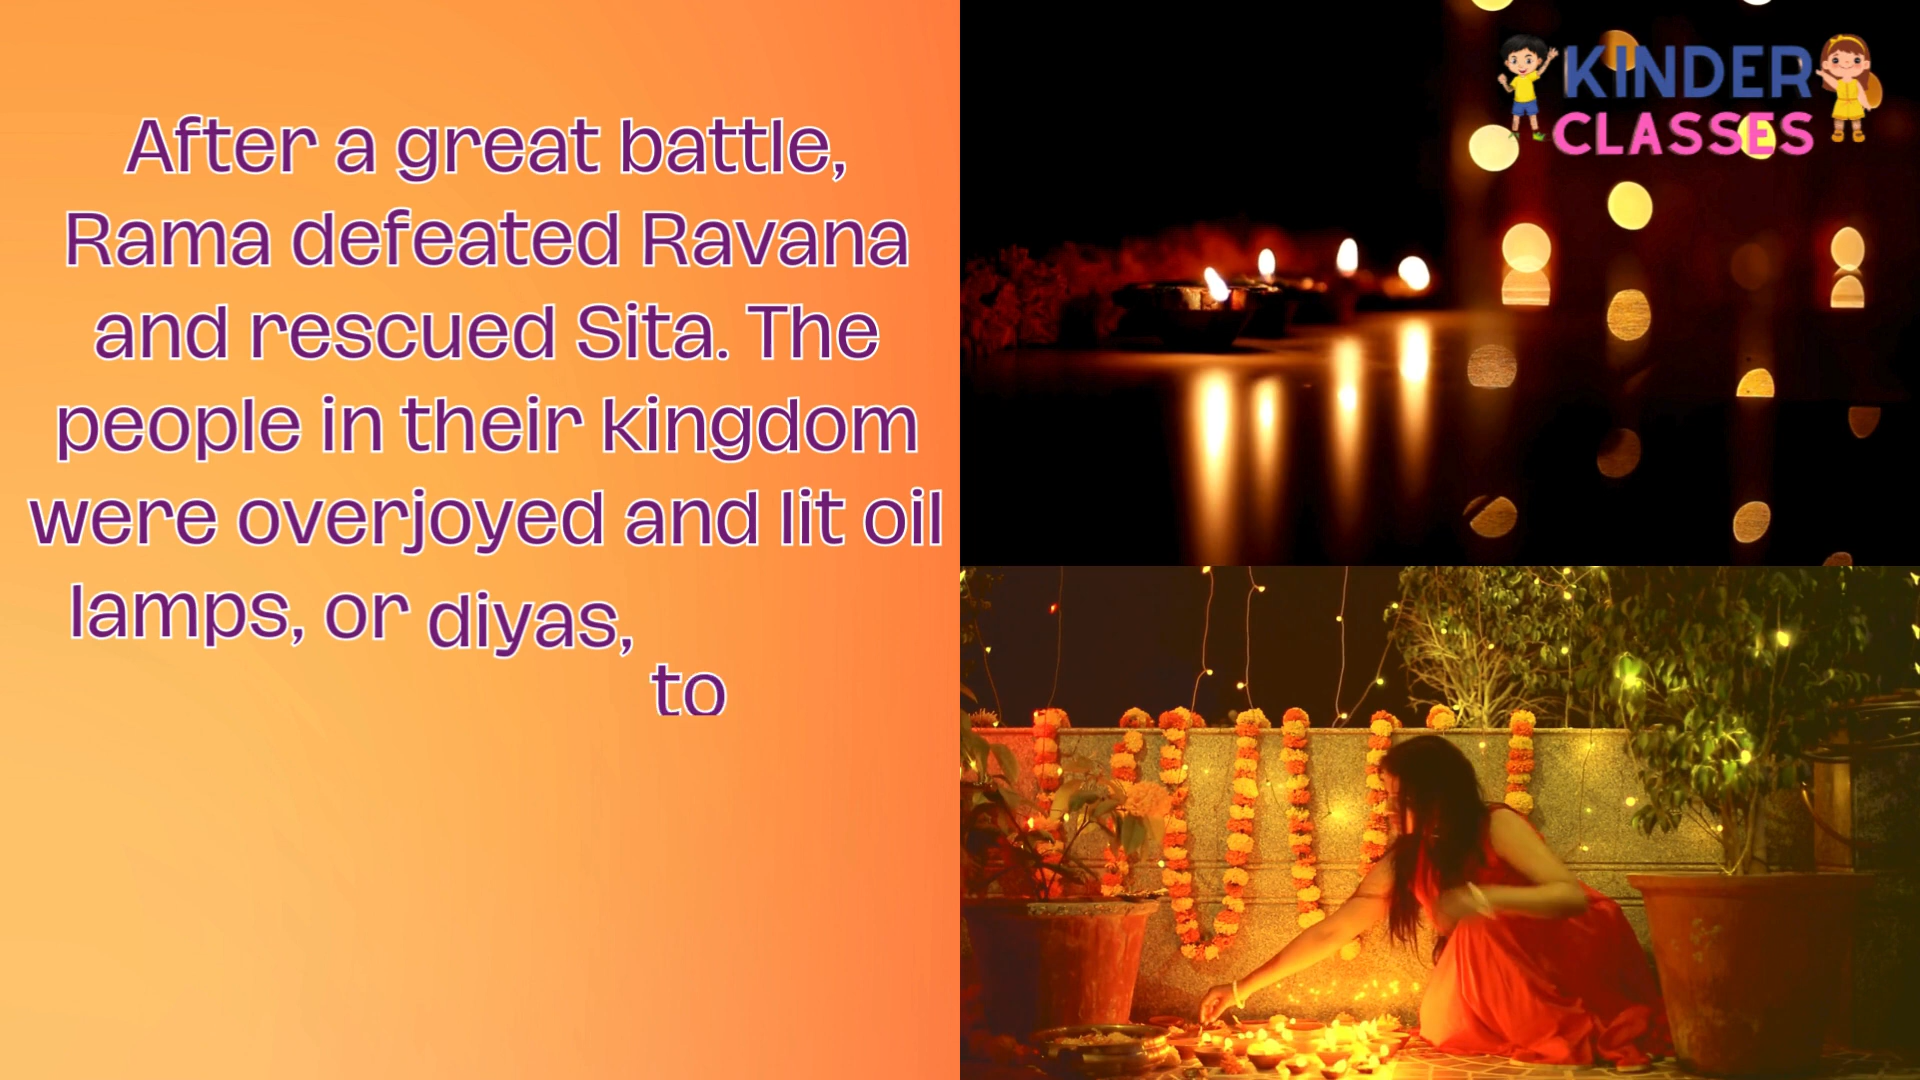 After a great battle,
Rama defeated Ravana
and rescued Sita. The
people in their kingdom
were overjoyed and lit oil
lamps, or diyas,
to
KINDER
CLASSES